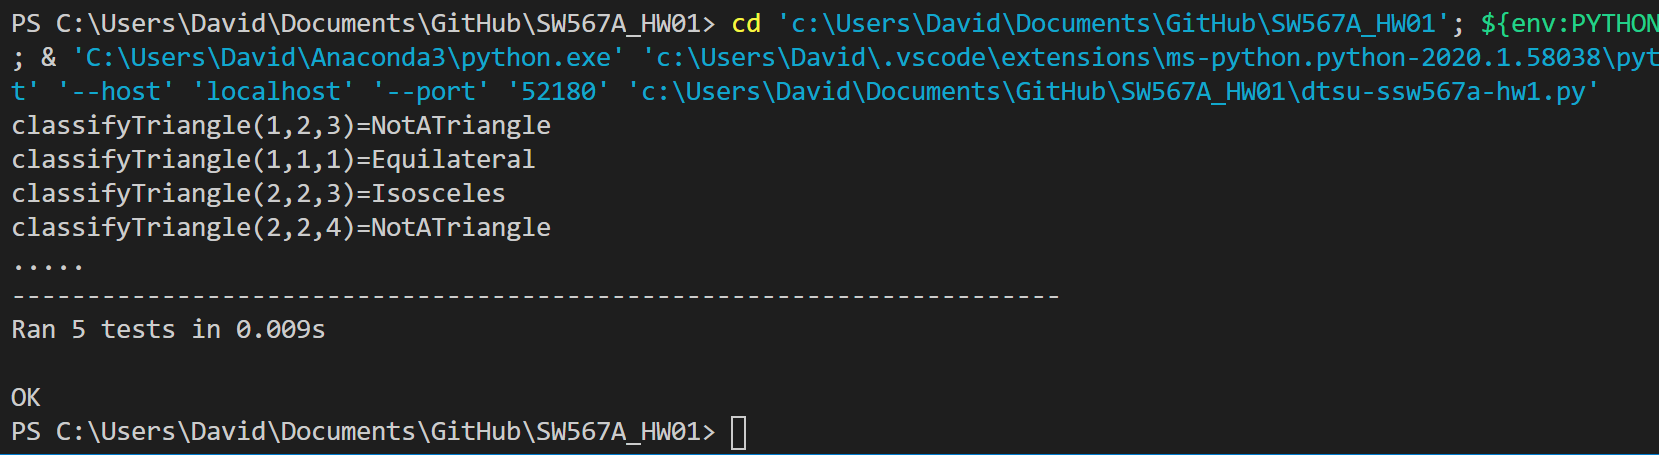 PS C:\Users\David\Documents\GitHub\SW567A_HW01> cd 'c:\Users\David\Documents\GitHub\SW567A_HW01'; ${env:PYTHON
; & 'C:\Users\David\Anaconda3\python.exe' 'c:\Users\David\.vscode\extensions\ms-python.python-2020.1.58038\pyt
t' '--host' 'localhost' '--port' '52180' 'c:\Users\David\Documents\GitHub\SW567A_HW01\dtsu-ssw567a-hw1.py'
classifyTriangle(1,2,3)=NotATriangle
classifyTriangle(1,1,1)=Equilateral
classifyTriangle(2,2,3)=Isosceles
classifyTriangle(2,2,4)=NotATriangle
.....
----------------------------------------------------------------------
Ran 5 tests in 0.009s
OK
PS C:\Users\David\Documents\GitHub\SW567A_HW01>